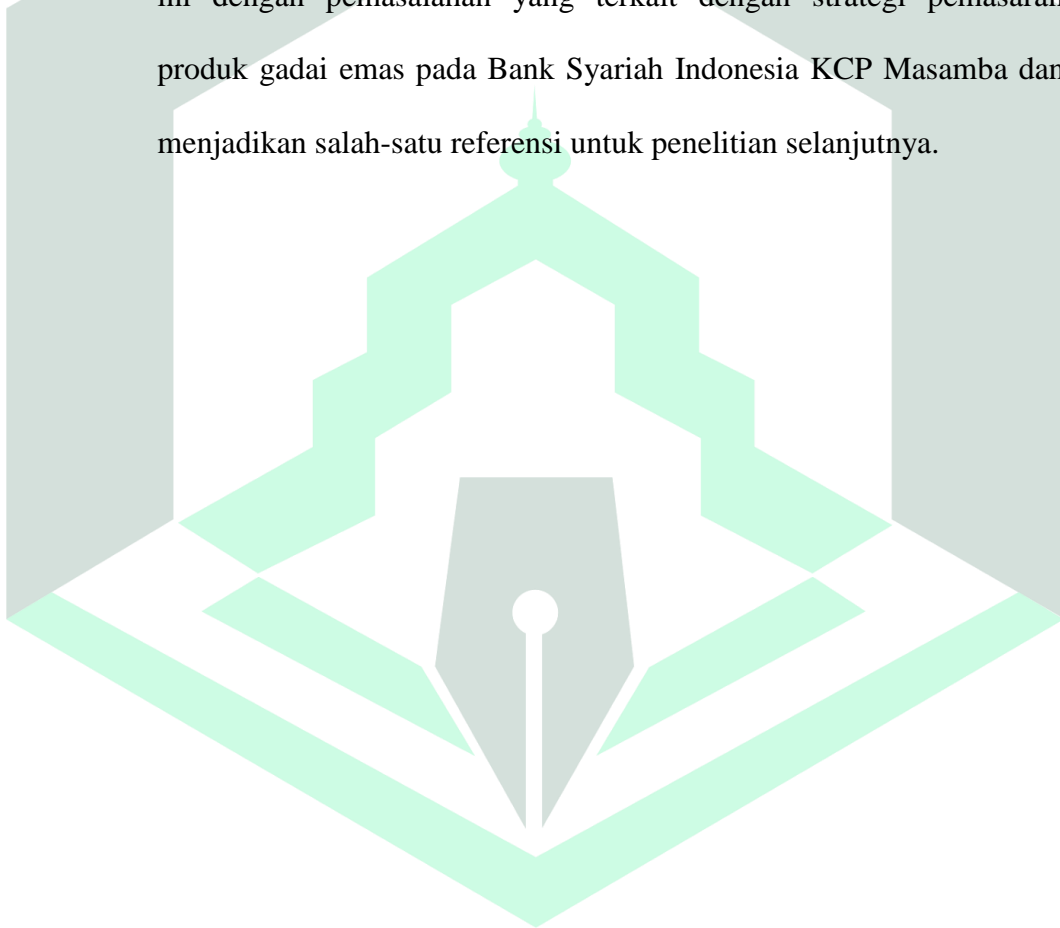 ini dengan pemasalahan yang terkait dengan strategi pemasaran
produk gadai emas pada Bank Syariah Indonesia KCP Masamba dan
menjadikan salah-satu referensi untuk penelitian selanjutnya.